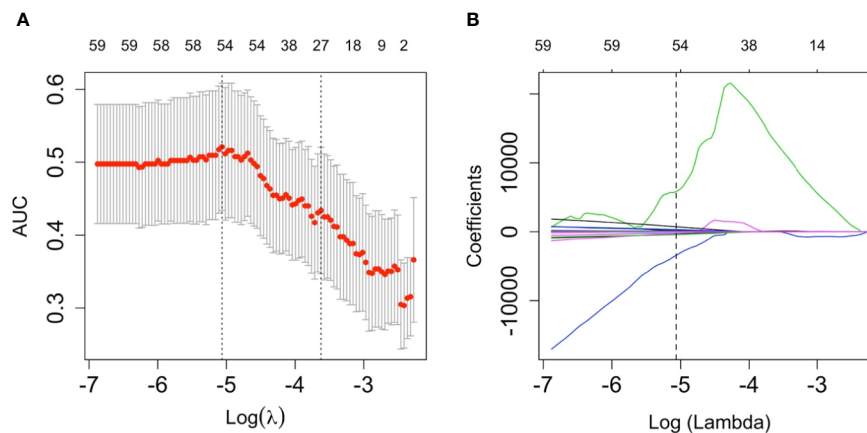 A
59 59 58 58 54 54 38 27 18 9 2
0.6
0.5
0.4
0.3
AUC
-7 -6 -5 -4 -3
Log(λ)
B
59 59 54 38 14
10000
0
-10000
Coefficients
-7 -6 -5 -4 -3
Log (Lambda)